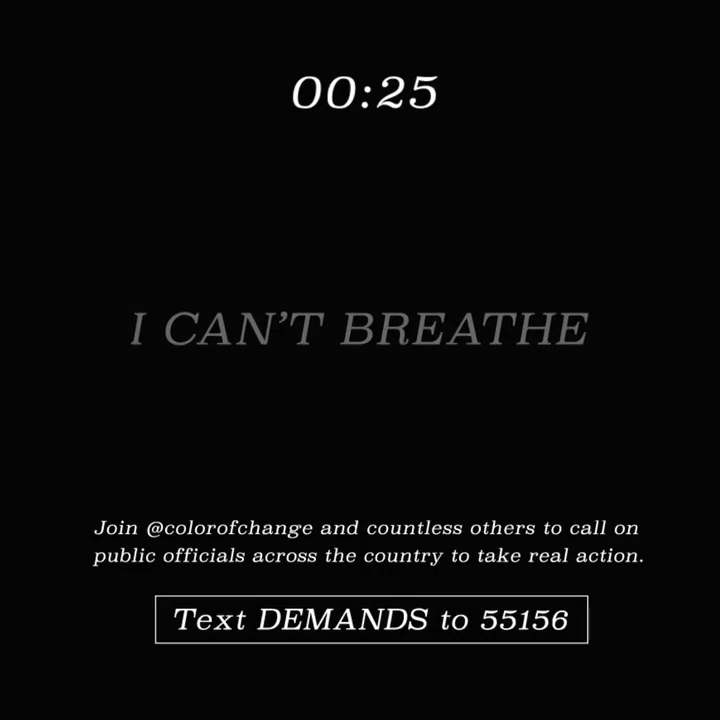 00:25
I CAN'T BREATHE
Join @colorofchange and countless others to call on
public officials across the country to take real action.
Text DEMANDS to 55156